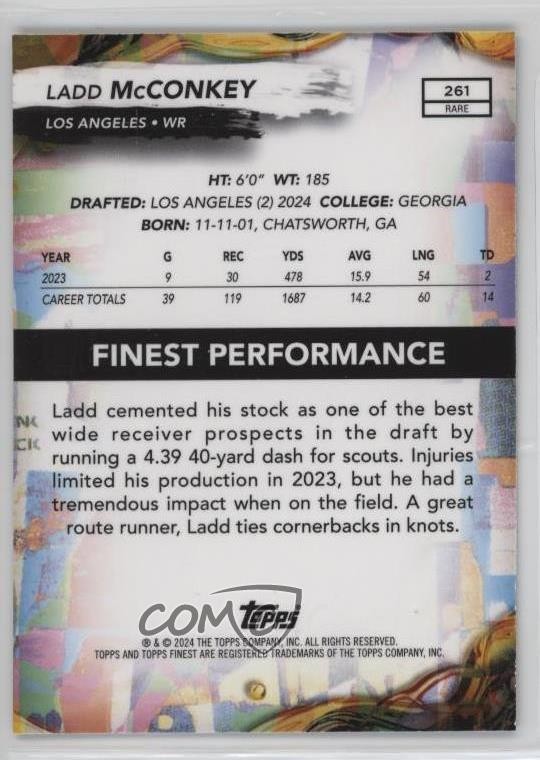 LADD McCONKEY
261
RARE
LOS ANGELES • WR
HT: 6'0" WT: 185
DRAFTED: LOS ANGELES (2) 2024 COLLEGE: GEORGIA
BORN: 11-11-01, CHATSWORTH, GA
YEAR G REC YDS AVG LNG TD
2023 9 30 478 15.9 54 2
CAREER TOTALS 39 119 1687 14.2 60 14
FINEST PERFORMANCE
Ladd cemented his stock as one of the best
wide receiver prospects in the draft by
running a 4.39 40-yard dash for scouts. Injuries
limited his production in 2023, but he had a
tremendous impact when on the field. A great
route runner, Ladd ties cornerbacks in knots.
COMC
Topps
® & © 2024 THE TOPPS COMPANY, INC. ALL RIGHTS RESERVED.
TOPPS AND TOPPS FINEST ARE REGISTERED TRADEMARKS OF THE TOPPS COMPANY, INC.